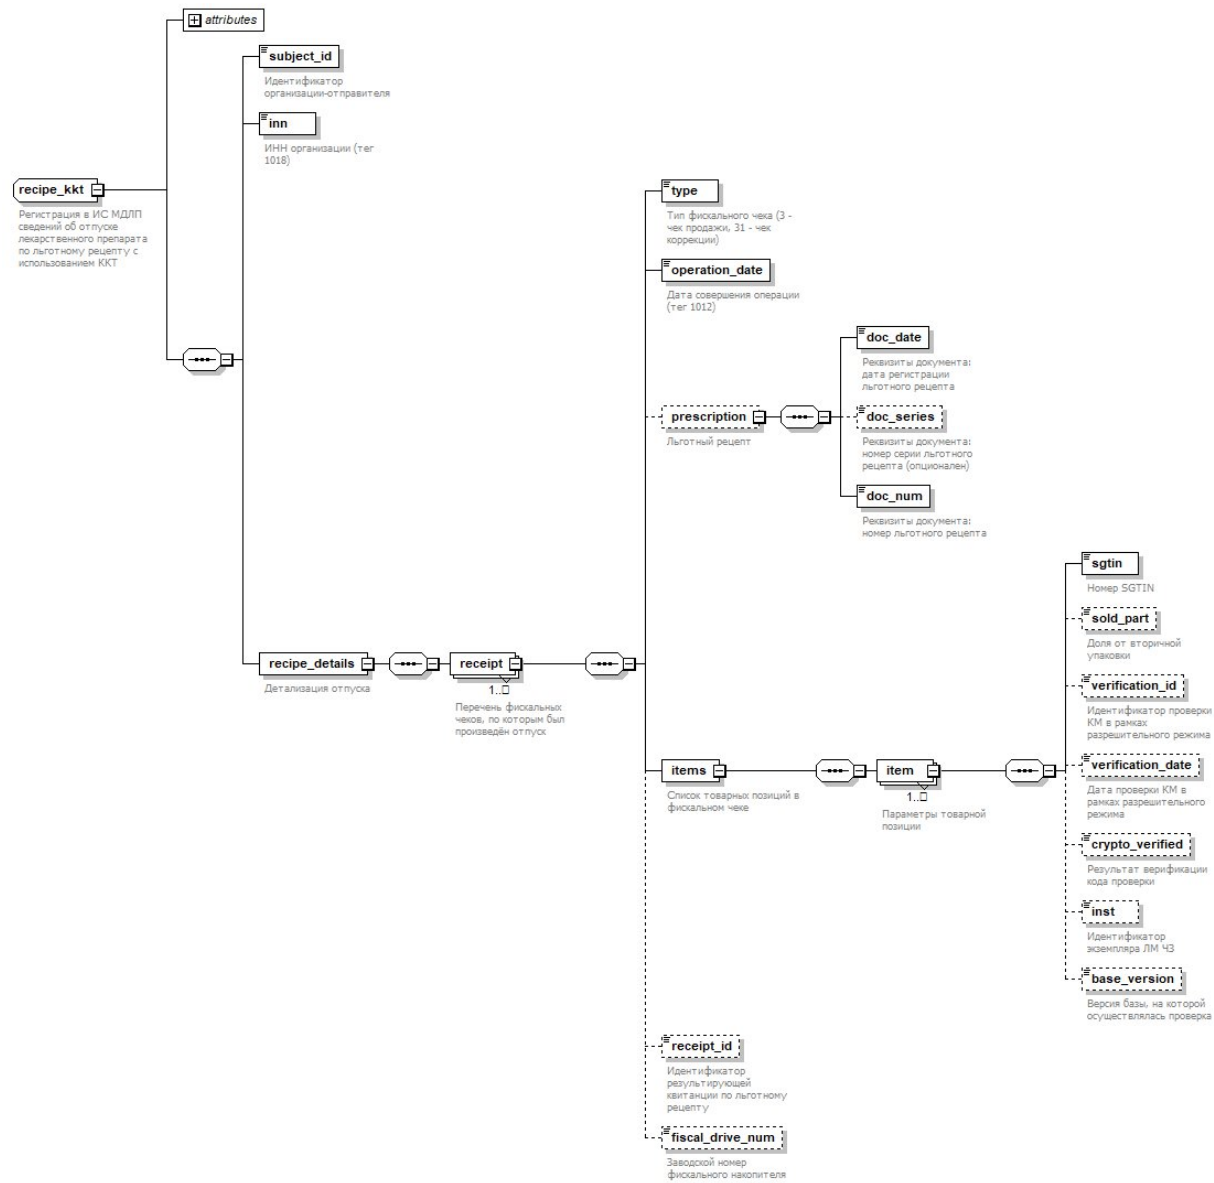 attributes
subject_id
Идентификатор
организации-отправителя
inn
ИНН организации (тег
1018)
recipe_kkt
Регистрация в ИС МДЛП
сведений об отпуске
лекарственного препарата
по льготному рецепту с
использованием ККТ
type
Тип фискального чека (3 -
чек продажи, 31 - чек
коррекции)
operation_date
Дата совершения операции
(тег 1012)
prescription
Льготный рецепт
doc_date
Реквизиты документа:
дата регистрации
льготного рецепта
doc_series
Реквизиты документа:
номер серии льготного
рецепта (опционален)
doc_num
Реквизиты документа:
номер льготного рецепта
recipe_details
Детализация отпуска
receipt
1..
Перечень фискальных
чеков, по которым был
произведён отпуск
items
Список товарных позиций в
фискальном чеке
item
1..
Параметры товарной
позиции
sgtin
Номер SGTIN
sold_part
Доля от вторичной
упаковки
verification_id
Идентификатор проверки
КМ в рамках
разрешительного режима
verification_date
Дата проверки КМ в
рамках разрешительного
режима
crypto_verified
Результат верификации
кода проверки
inst
Идентификатор
экземпляра ЛМ ЧЗ
base_version
Версия базы, на которой
осуществлялась проверка
receipt_id
Идентификатор
результирующей
квитанции по льготному
рецепту
fiscal_drive_num
Заводской номер
фискального накопителя